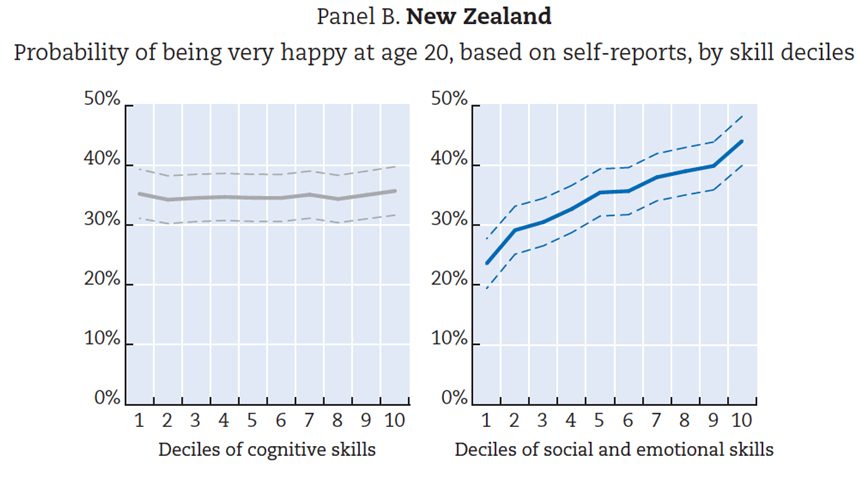 Panel B. New Zealand
Probability of being very happy at age 20, based on self-reports, by skill deciles
50%
40%
30%
20%
10%
0%
1 2 3 4 5 6 7 8 9 10
Deciles of cognitive skills
50%
40%
30%
20%
10%
0%
1 2 3 4 5 6 7 8 9 10
Deciles of social and emotional skills